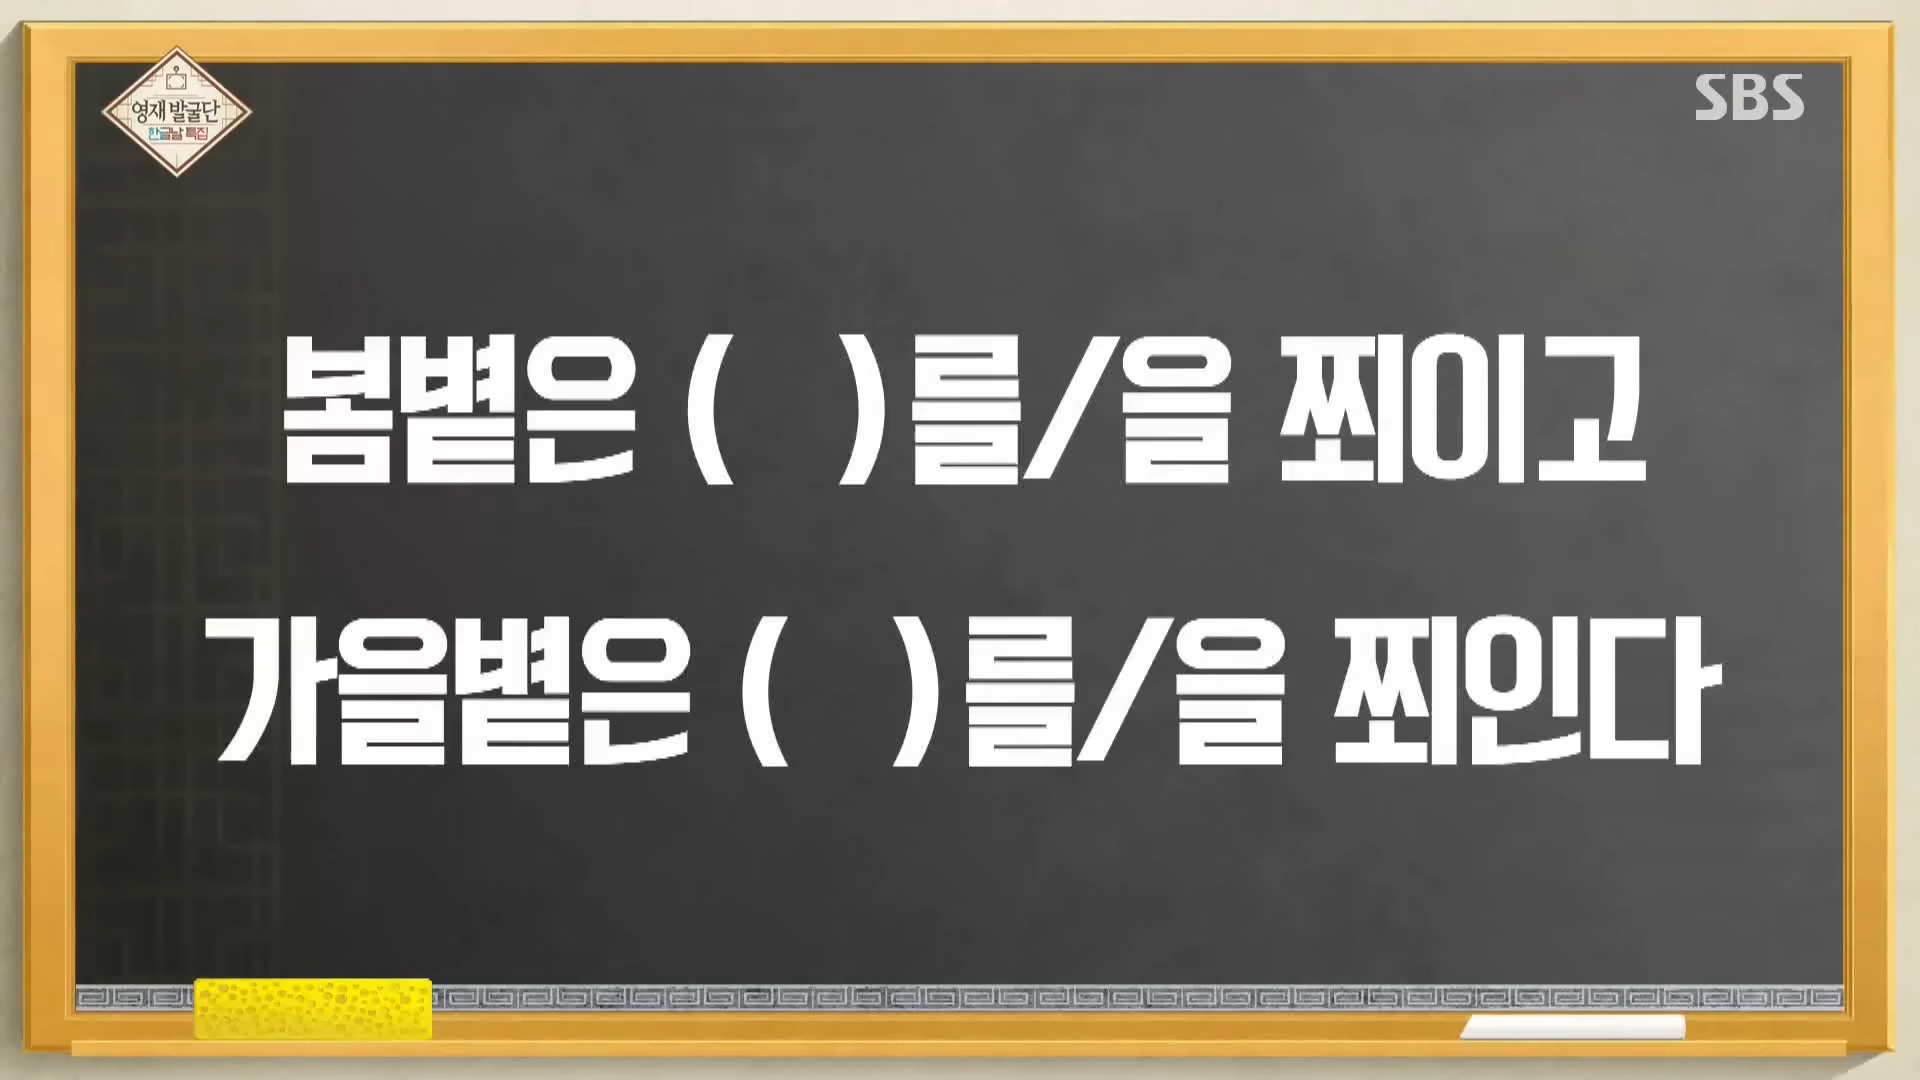 영재 발굴단
한글날 특집
SBS
봄볕은 ( )를/을 쬐이고
가을볕은 ( )를/을 쬐인다